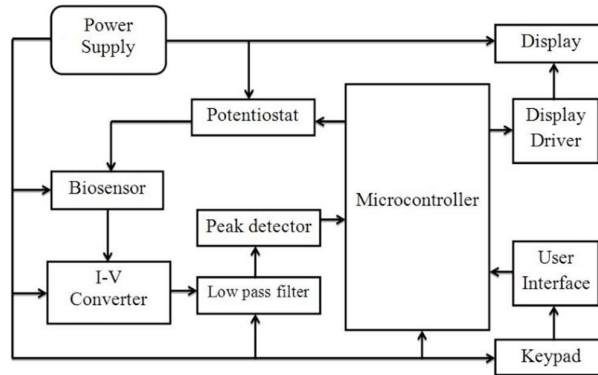 Power
Supply
Display
Potentiostat
Display
Driver
Biosensor
Microcontroller
Peak detector
I-V
Converter
Low pass filter
User
Interface
Keypad